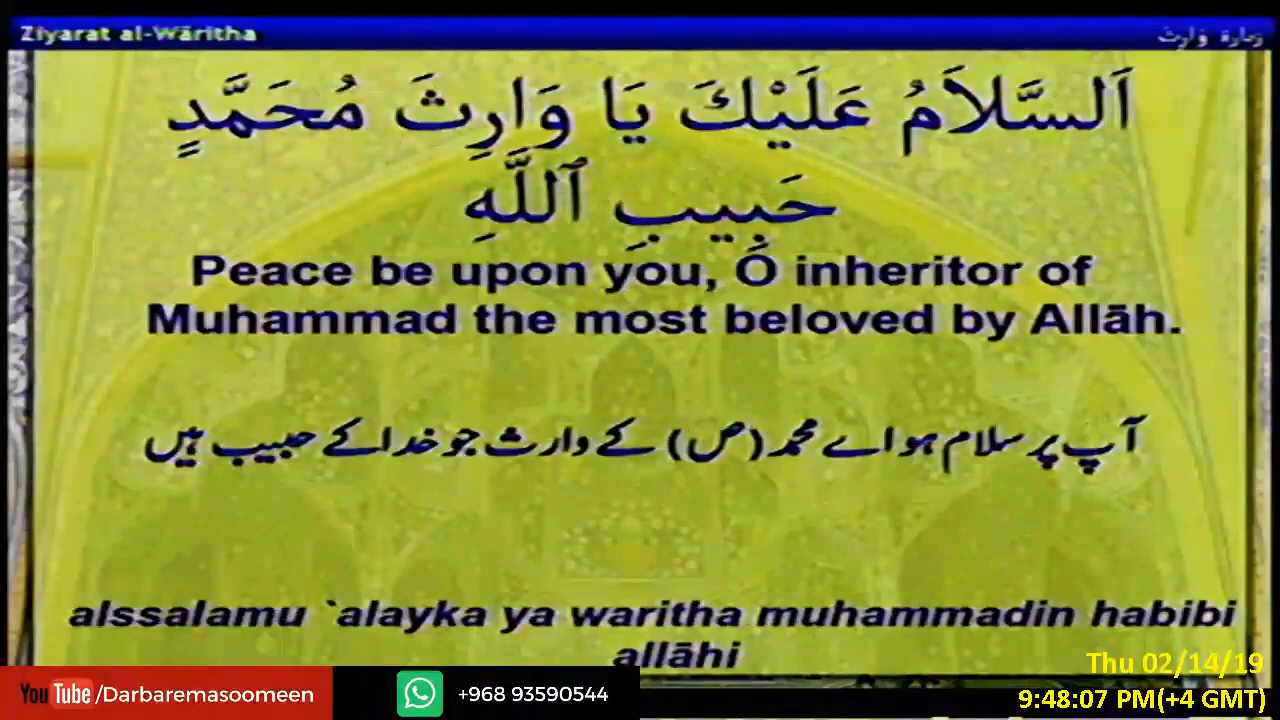 Ziyarat al-Wāritha
زيارة وارث
اَلسَّلاَمُ عَلَيْكَ يَا وَارِثَ مُحَمَّدٍ
حَبِيبِ ٱللَّهِ
Peace be upon you, O inheritor of
Muhammad the most beloved by Allāh.
آپ پر سلام ہو اے محمد (ص) کے وارث جو خدا کے حبیب ہیں
alssalamu `alayka ya waritha muhammadin habibi
allāhi
Thu 02/14/19
YouTube /Darbaremasoomeen
+968 93590544
9:48:07 PM(+4 GMT)